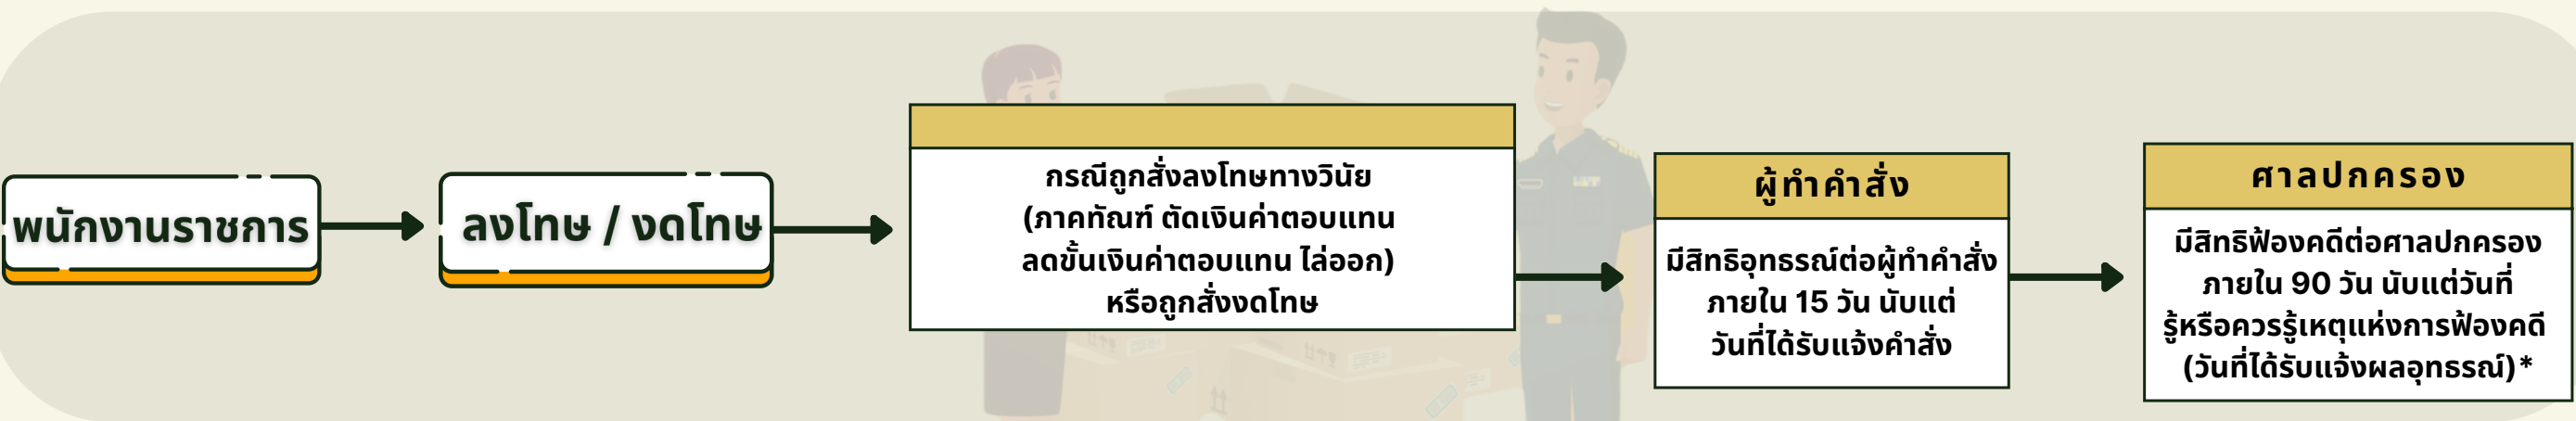 พนักงานราชการ
ลงโทษ / งดโทษ
กรณีถูกสั่งลงโทษทางวินัย
(ภาคทัณฑ์ ตัดเงินค่าตอบแทน
ลดขั้นเงินค่าตอบแทน ไล่ออก)
หรือถูกสั่งงดโทษ
ผู้ทำคำสั่ง
มีสิทธิอุทธรณ์ต่อผู้ทำคำสั่ง
ภายใน 15 วัน นับแต่
วันที่ได้รับแจ้งคำสั่ง
ศาลปกครอง
มีสิทธิฟ้องคดีต่อศาลปกครอง
ภายใน 90 วัน นับแต่วันที่
รู้หรือควรรู้เหตุแห่งการฟ้องคดี
(วันที่ได้รับแจ้งผลอุทธรณ์)*